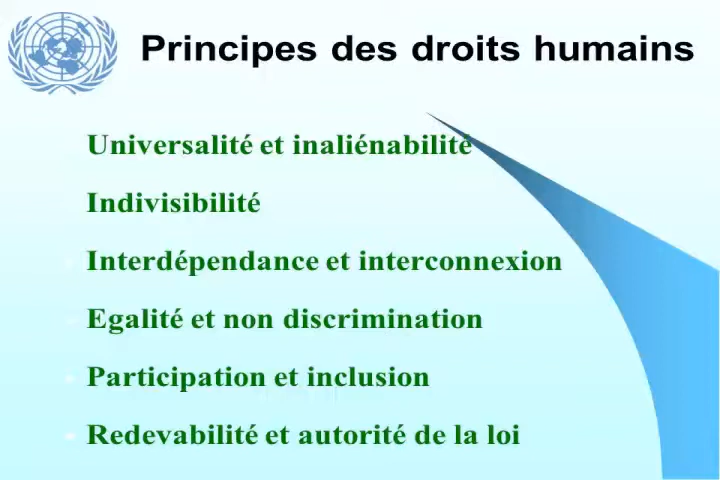 Principes des droits humains
Universalité et inaliénabilité
Indivisibilité
- Interdépendance et interconnexion
- Egalité et non discrimination
- Participation et inclusion
- Redevabilité et autorité de la loi